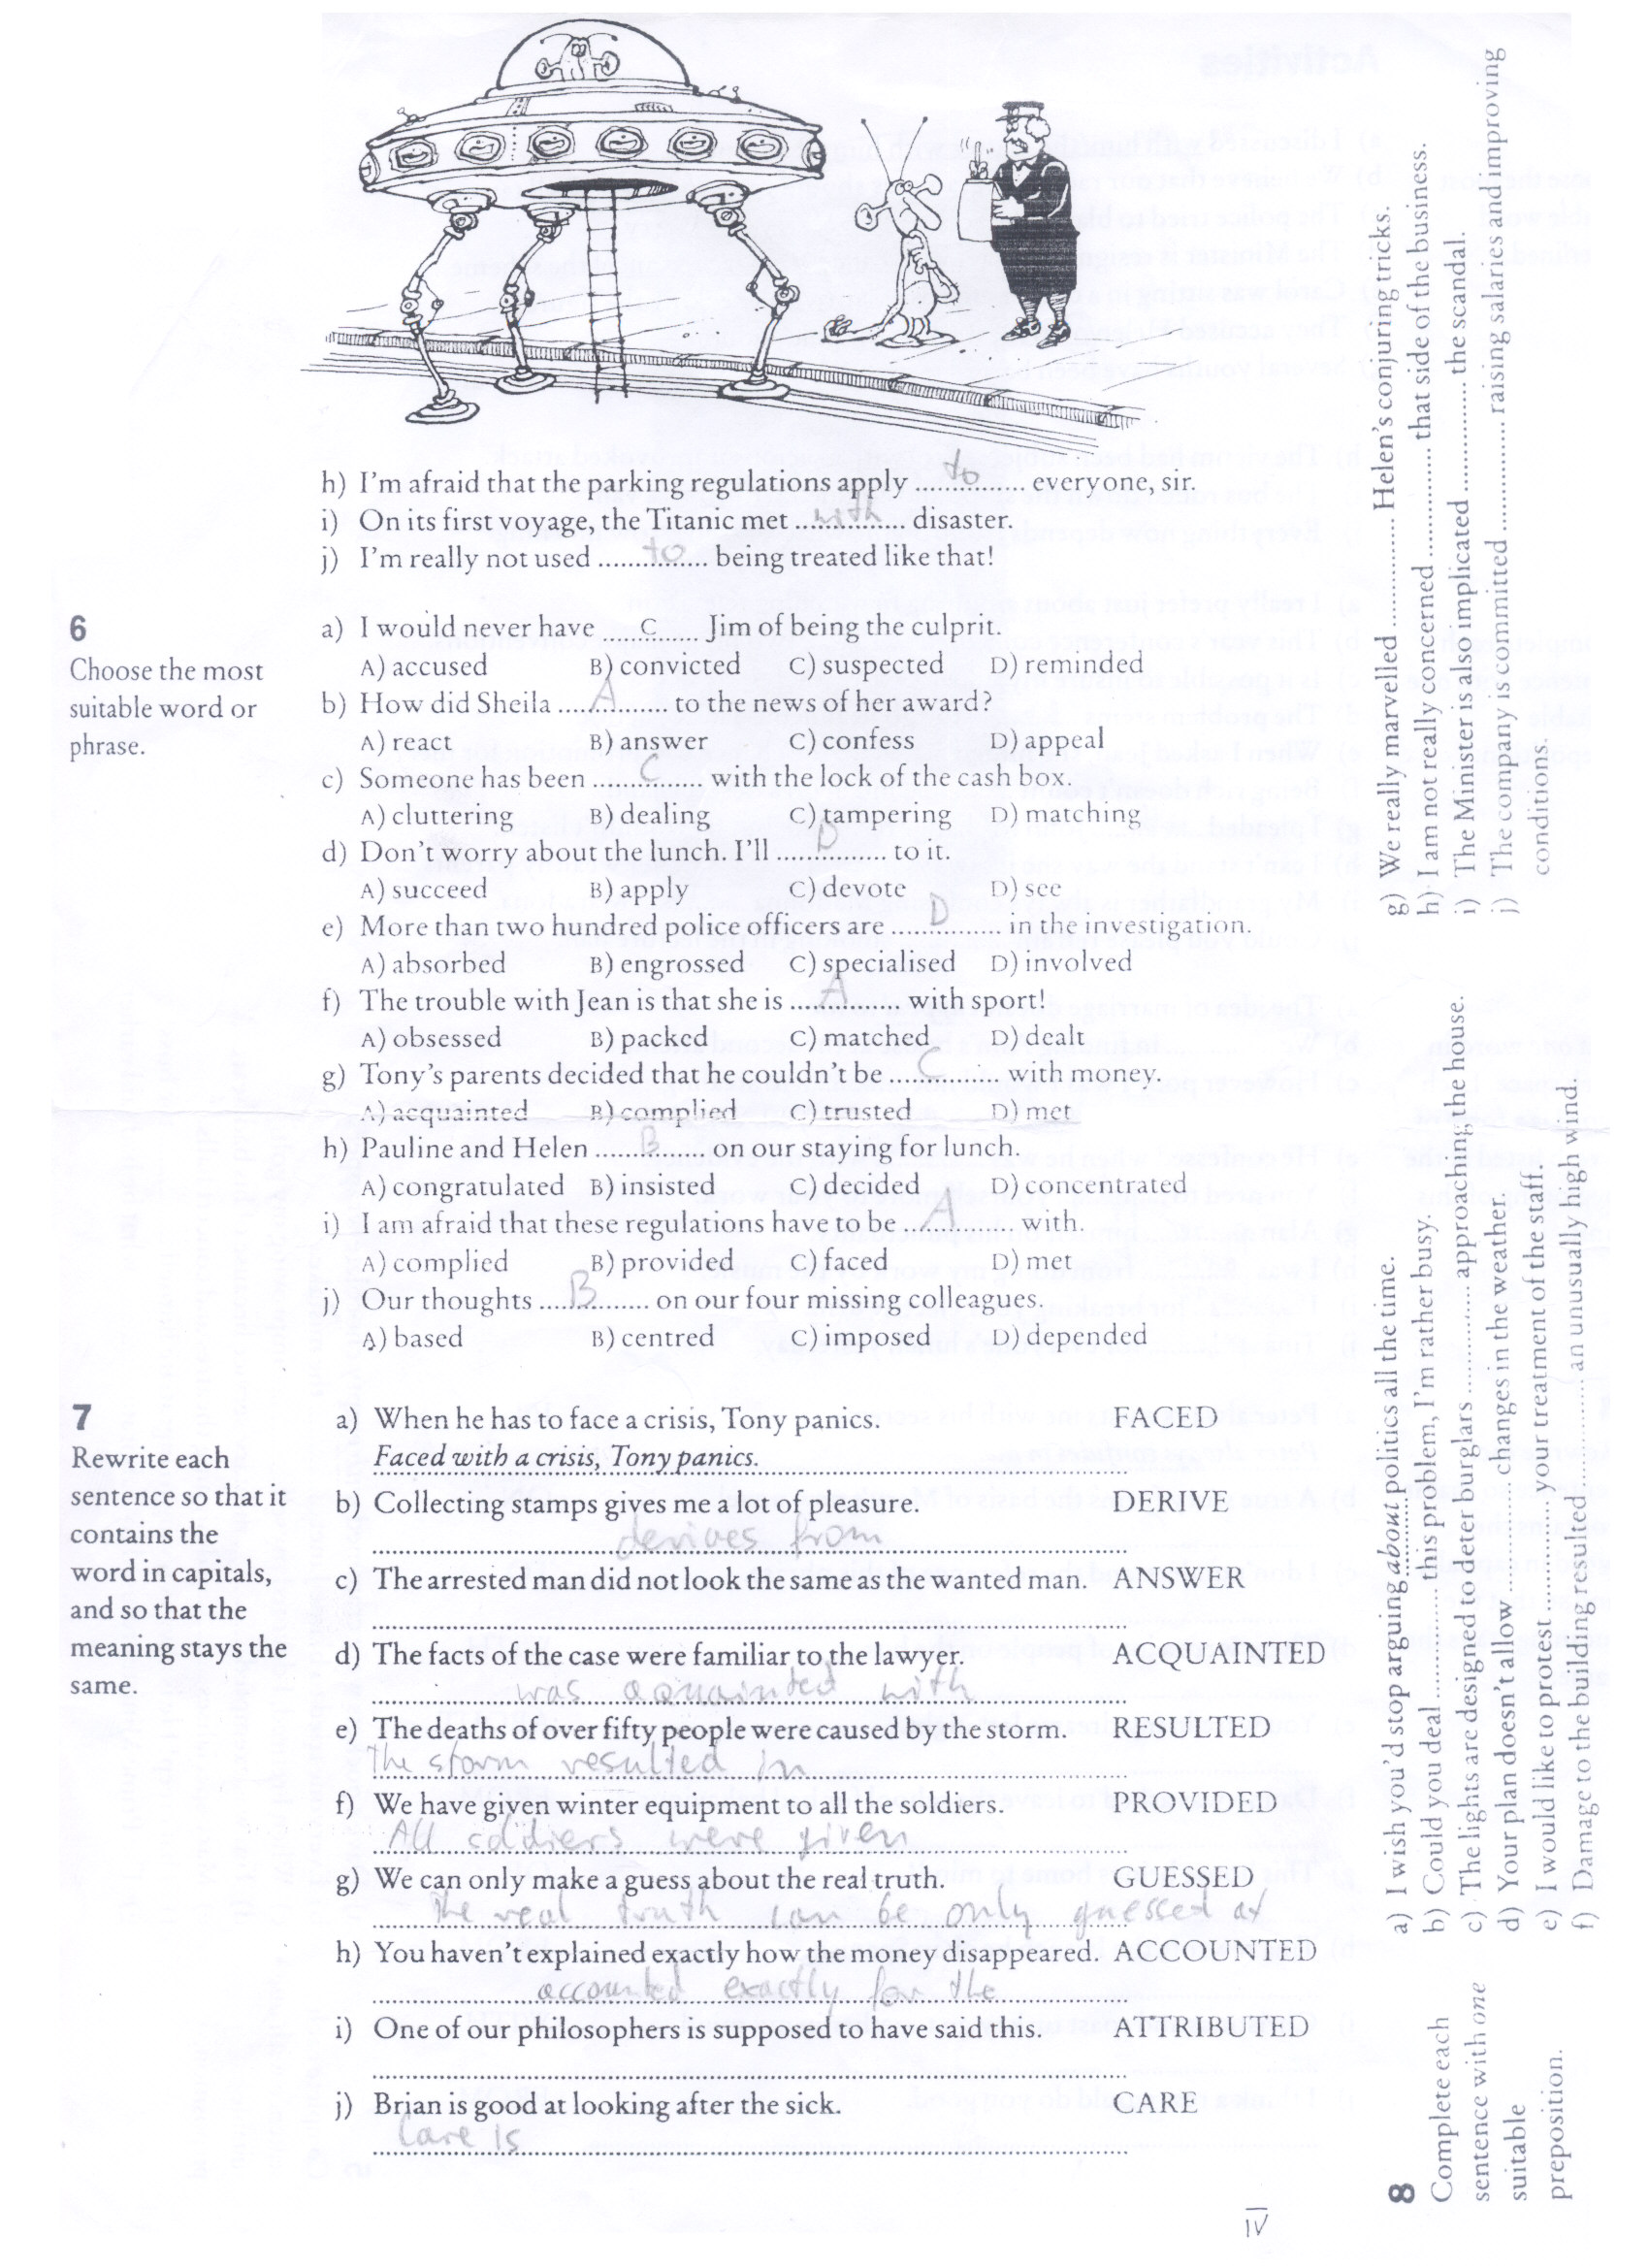 h) I'm afraid that the parking regulations apply ......to...... everyone, sir.
i) On its first voyage, the Titanic met ......with...... disaster.
j) I'm really not used ......to...... being treated like that!
6
Choose the most
suitable word or
phrase.
a) I would never have ......C...... Jim of being the culprit.
A) accused B) convicted C) suspected D) reminded
b) How did Sheila ......A...... to the news of her award?
A) react B) answer C) confess D) appeal
c) Someone has been ......C...... with the lock of the cash box.
A) cluttering B) dealing C) tampering D) matching
d) Don't worry about the lunch. I'll ......D...... to it.
A) succeed B) apply C) devote D) see
e) More than two hundred police officers are ......D...... in the investigation.
A) absorbed B) engrossed C) specialised D) involved
f) The trouble with Jean is that she is ......A...... with sport!
A) obsessed B) packed C) matched D) dealt
g) Tony's parents decided that he couldn't be ......C...... with money.
A) acquainted B) complied C) trusted D) met
h) Pauline and Helen ......B...... on our staying for lunch.
A) congratulated B) insisted C) decided D) concentrated
i) I am afraid that these regulations have to be ......A...... with.
A) complied B) provided C) faced D) met
j) Our thoughts ......B...... on our four missing colleagues.
A) based B) centred C) imposed D) depended
7
Rewrite each
sentence so that it
contains the
word in capitals,
and so that the
meaning stays the
same.
a) When he has to face a crisis, Tony panics. FACED
Faced with a crisis, Tony panics.
b) Collecting stamps gives me a lot of pleasure. DERIVE
derives from
c) The arrested man did not look the same as the wanted man. ANSWER
d) The facts of the case were familiar to the lawyer. ACQUAINTED
was aquainted with
e) The deaths of over fifty people were caused by the storm. RESULTED
The storm resulted in
f) We have given winter equipment to all the soldiers. PROVIDED
All soldiers were given
g) We can only make a guess about the real truth. GUESSED
The real truth can be only guessed at
h) You haven't explained exactly how the money disappeared. ACCOUNTED
accounted exactly for the
i) One of our philosophers is supposed to have said this. ATTRIBUTED
j) Brian is good at looking after the sick. CARE
Care is
IV
8
Complete each
sentence with one
suitable
preposition.
a) I wish you'd stop arguing about politics all the time.
b) Could you deal ............ this problem, I'm rather busy.
c) The lights are designed to deter burglars ............ approaching the house.
d) Your plan doesn't allow ............ changes in the weather
e) I would like to protest ............ your treatment of the staff
f) Damage to the building resulted ............ an unusually high wind.
g) We really marvelled ............ Helen's conjuring tricks.
h) I am not really concerned ............ that side of the business.
i) The Minister is also implicated ............ the scandal.
j) The company is committed ............ raising salaries and improving
conditions.